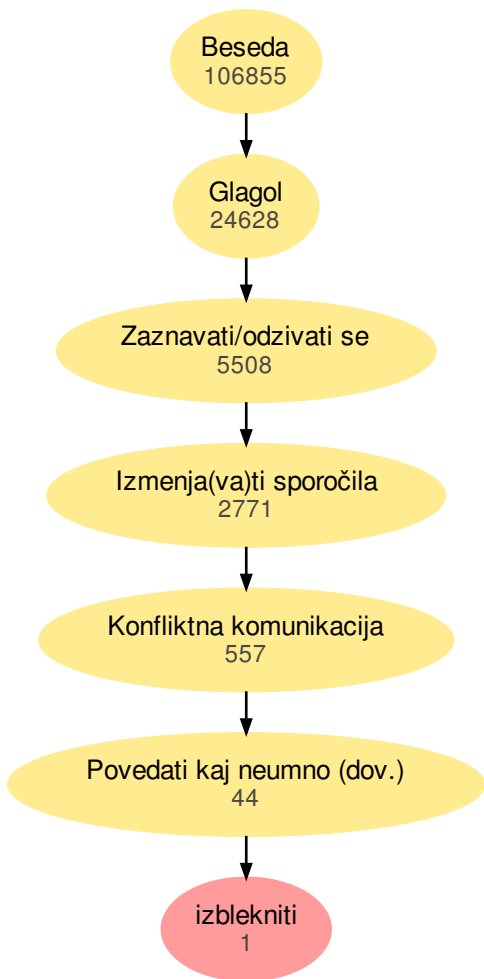 Beseda
106855
Glagol
24628
Zaznavati/odzivati se
5508
Izmenja(va)ti sporočila
2771
Konfliktna komunikacija
557
Povedati kaj neumno (dov.)
44
izblekniti
1